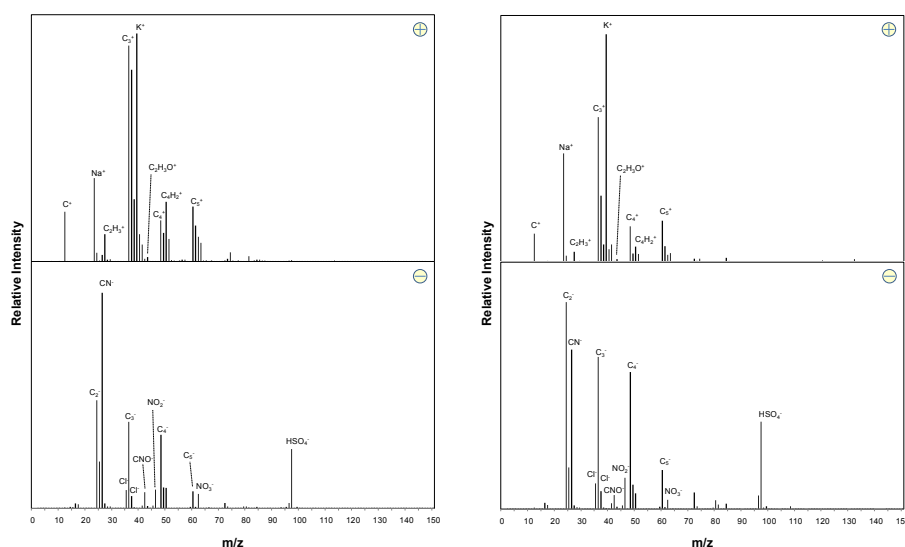 K⁺
C₃⁺
C₂H₃O⁺
Na⁺
C₄H₂⁺
C₅⁺
C⁺
C₄⁺
C₂H₃⁺
Relative Intensity
CN⁻
C₂⁻
NO₂⁻
C₃⁻
C₄⁻
HSO₄⁻
CNO⁻
C₅⁻
Cl⁻
Cl⁻
NO₃⁻
0 10 20 30 40 50 60 70 80 90 100 110 120 130 140 150
m/z
K⁺
C₃⁺
C₂H₃O⁺
Na⁺
C₄⁺
C₅⁺
C⁺
C₂H₃⁺
C₄H₂⁺
Relative Intensity
C₂⁻
CN⁻
C₃⁻
C₄⁻
HSO₄⁻
NO₂⁻
C₅⁻
Cl⁻
Cl⁻
CNO⁻
NO₃⁻
0 10 20 30 40 50 60 70 80 90 100 110 120 130 140 15
m/z